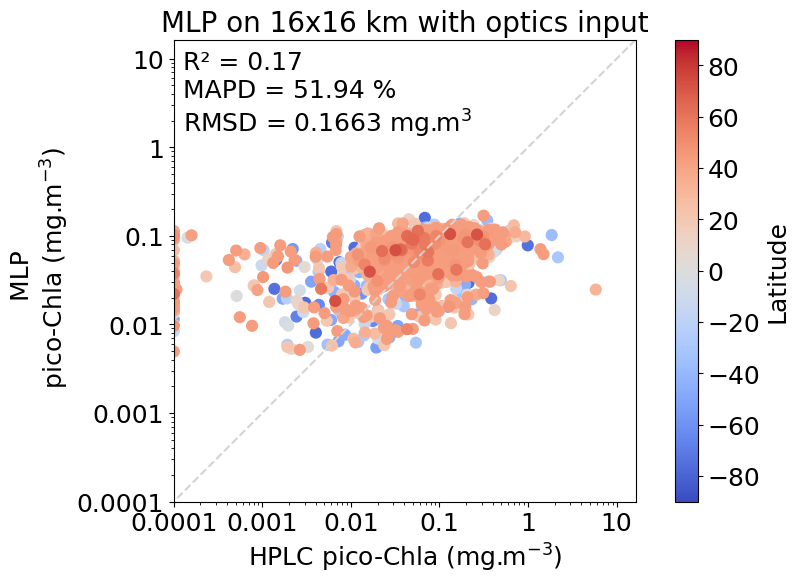 MLP on 16x16 km with optics input
R² = 0.17
MAPD = 51.94 %
RMSD = 0.1663 mg.m³
10
1
0.1
0.01
0.001
0.0001
MLP
pico-Chla (mg.m⁻³)
0.0001 0.001 0.01 0.1 1 10
HPLC pico-Chla (mg.m⁻³)
80
60
40
20
0
−20
−40
−60
−80
Latitude